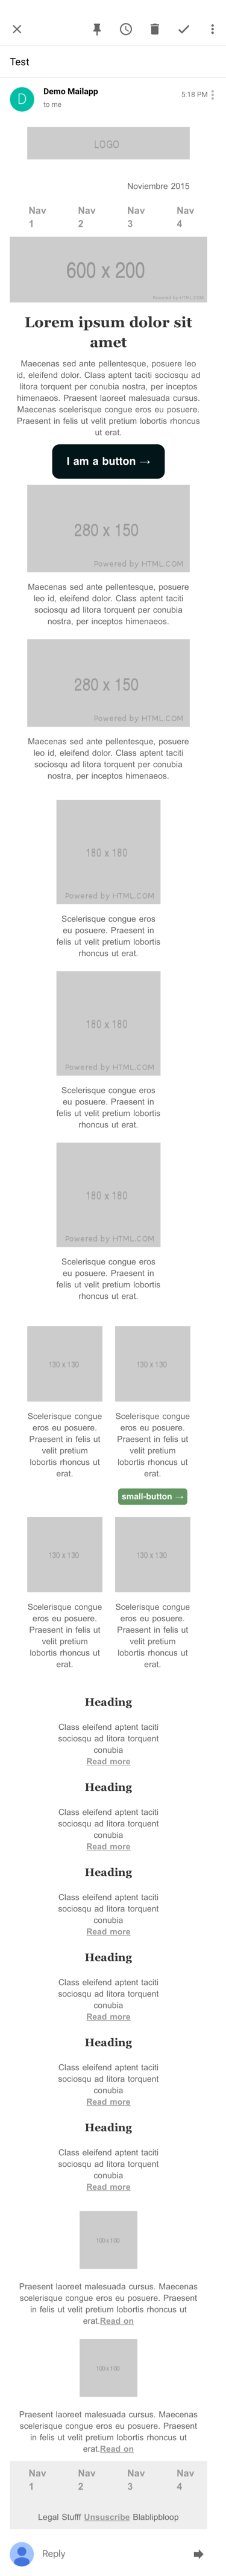 Test
Demo Mailapp
5:18 PM
D
to me
LOGO
Noviembre 2015
Nav Nav Nav Nav
1 2 3 4
600 x 200
Powered by HTML.COM
Lorem ipsum dolor sit
amet
Maecenas sed ante pellentesque, posuere leo
id, eleifend dolor. Class aptent taciti sociosqu ad
litora torquent per conubia nostra, per inceptos
himenaeos. Praesent laoreet malesuada cursus.
Maecenas scelerisque congue eros eu posuere.
Praesent in felis ut velit pretium lobortis rhoncus
ut erat.
I am a button →
280 x 150
Powered by HTML.COM
Maecenas sed ante pellentesque, posuere
leo id, eleifend dolor. Class aptent taciti
sociosqu ad litora torquent per conubia
nostra, per inceptos himenaeos.
280 x 150
Powered by HTML.COM
Maecenas sed ante pellentesque, posuere
leo id, eleifend dolor. Class aptent taciti
sociosqu ad litora torquent per conubia
nostra, per inceptos himenaeos.
180 x 180
Powered by HTML.COM
Scelerisque congue eros
eu posuere. Praesent in
felis ut velit pretium lobortis
rhoncus ut erat.
180 x 180
Powered by HTML.COM
Scelerisque congue eros
eu posuere. Praesent in
felis ut velit pretium lobortis
rhoncus ut erat.
180 x 180
Powered by HTML.COM
Scelerisque congue eros
eu posuere. Praesent in
felis ut velit pretium lobortis
rhoncus ut erat.
130 x 130
Scelerisque congue
eros eu posuere.
Praesent in felis ut
velit pretium
lobortis rhoncus ut
erat.
130 x 130
Scelerisque congue
eros eu posuere.
Praesent in felis ut
velit pretium
lobortis rhoncus ut
erat.
small-button →
130 x 130
Scelerisque congue
eros eu posuere.
Praesent in felis ut
velit pretium
lobortis rhoncus ut
erat.
130 x 130
Scelerisque congue
eros eu posuere.
Praesent in felis ut
velit pretium
lobortis rhoncus ut
erat.
Heading
Class eleifend aptent taciti
sociosqu ad litora torquent
conubia
Read more
Heading
Class eleifend aptent taciti
sociosqu ad litora torquent
conubia
Read more
Heading
Class eleifend aptent taciti
sociosqu ad litora torquent
conubia
Read more
Heading
Class eleifend aptent taciti
sociosqu ad litora torquent
conubia
Read more
Heading
Class eleifend aptent taciti
sociosqu ad litora torquent
conubia
Read more
Heading
Class eleifend aptent taciti
sociosqu ad litora torquent
conubia
Read more
100 x 100
Praesent laoreet malesuada cursus. Maecenas
scelerisque congue eros eu posuere. Praesent
in felis ut velit pretium lobortis rhoncus ut
erat.Read on
100 x 100
Praesent laoreet malesuada cursus. Maecenas
scelerisque congue eros eu posuere. Praesent
in felis ut velit pretium lobortis rhoncus ut
erat.Read on
Nav Nav Nav Nav
1 2 3 4
Legal Stufff Unsuscribe Blablipbloop
Reply